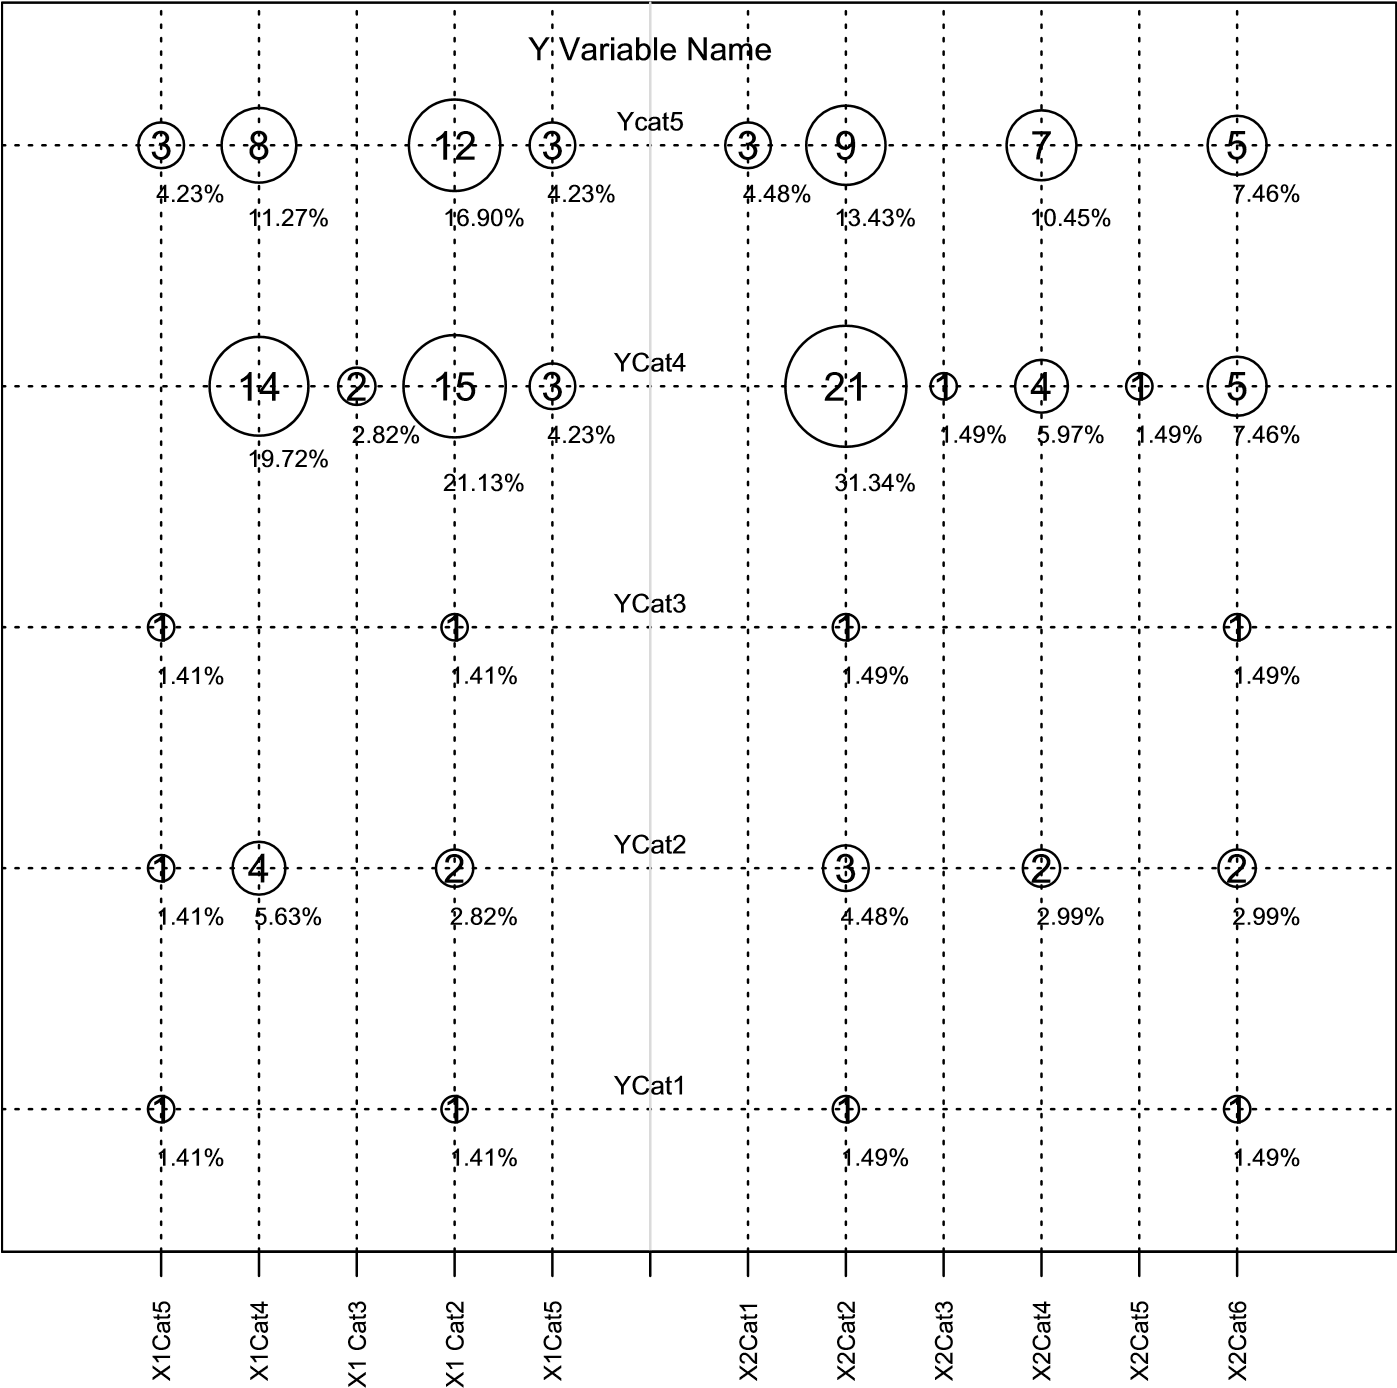 Y Variable Name
Ycat5
3 8 12 3 3 9 7 5
4.23% 4.23% 4.48% 7.46%
11.27% 16.90% 13.43% 10.45%
YCat4
14 2 15 3 21 1 4 1 5
2.82% 4.23% 1.49% 5.97% 1.49% 7.46%
19.72%
21.13% 31.34%
YCat3
1 1 1 1
1.41% 1.41% 1.49% 1.49%
YCat2
1 4 2 3 2 2
1.41% 5.63% 2.82% 4.48% 2.99% 2.99%
YCat1
1 1 1 1
1.41% 1.41% 1.49% 1.49%
X1Cat5
X1Cat4
X1 Cat3
X1 Cat2
X1Cat5
X2Cat1
X2Cat2
X2Cat3
X2Cat4
X2Cat5
X2Cat6